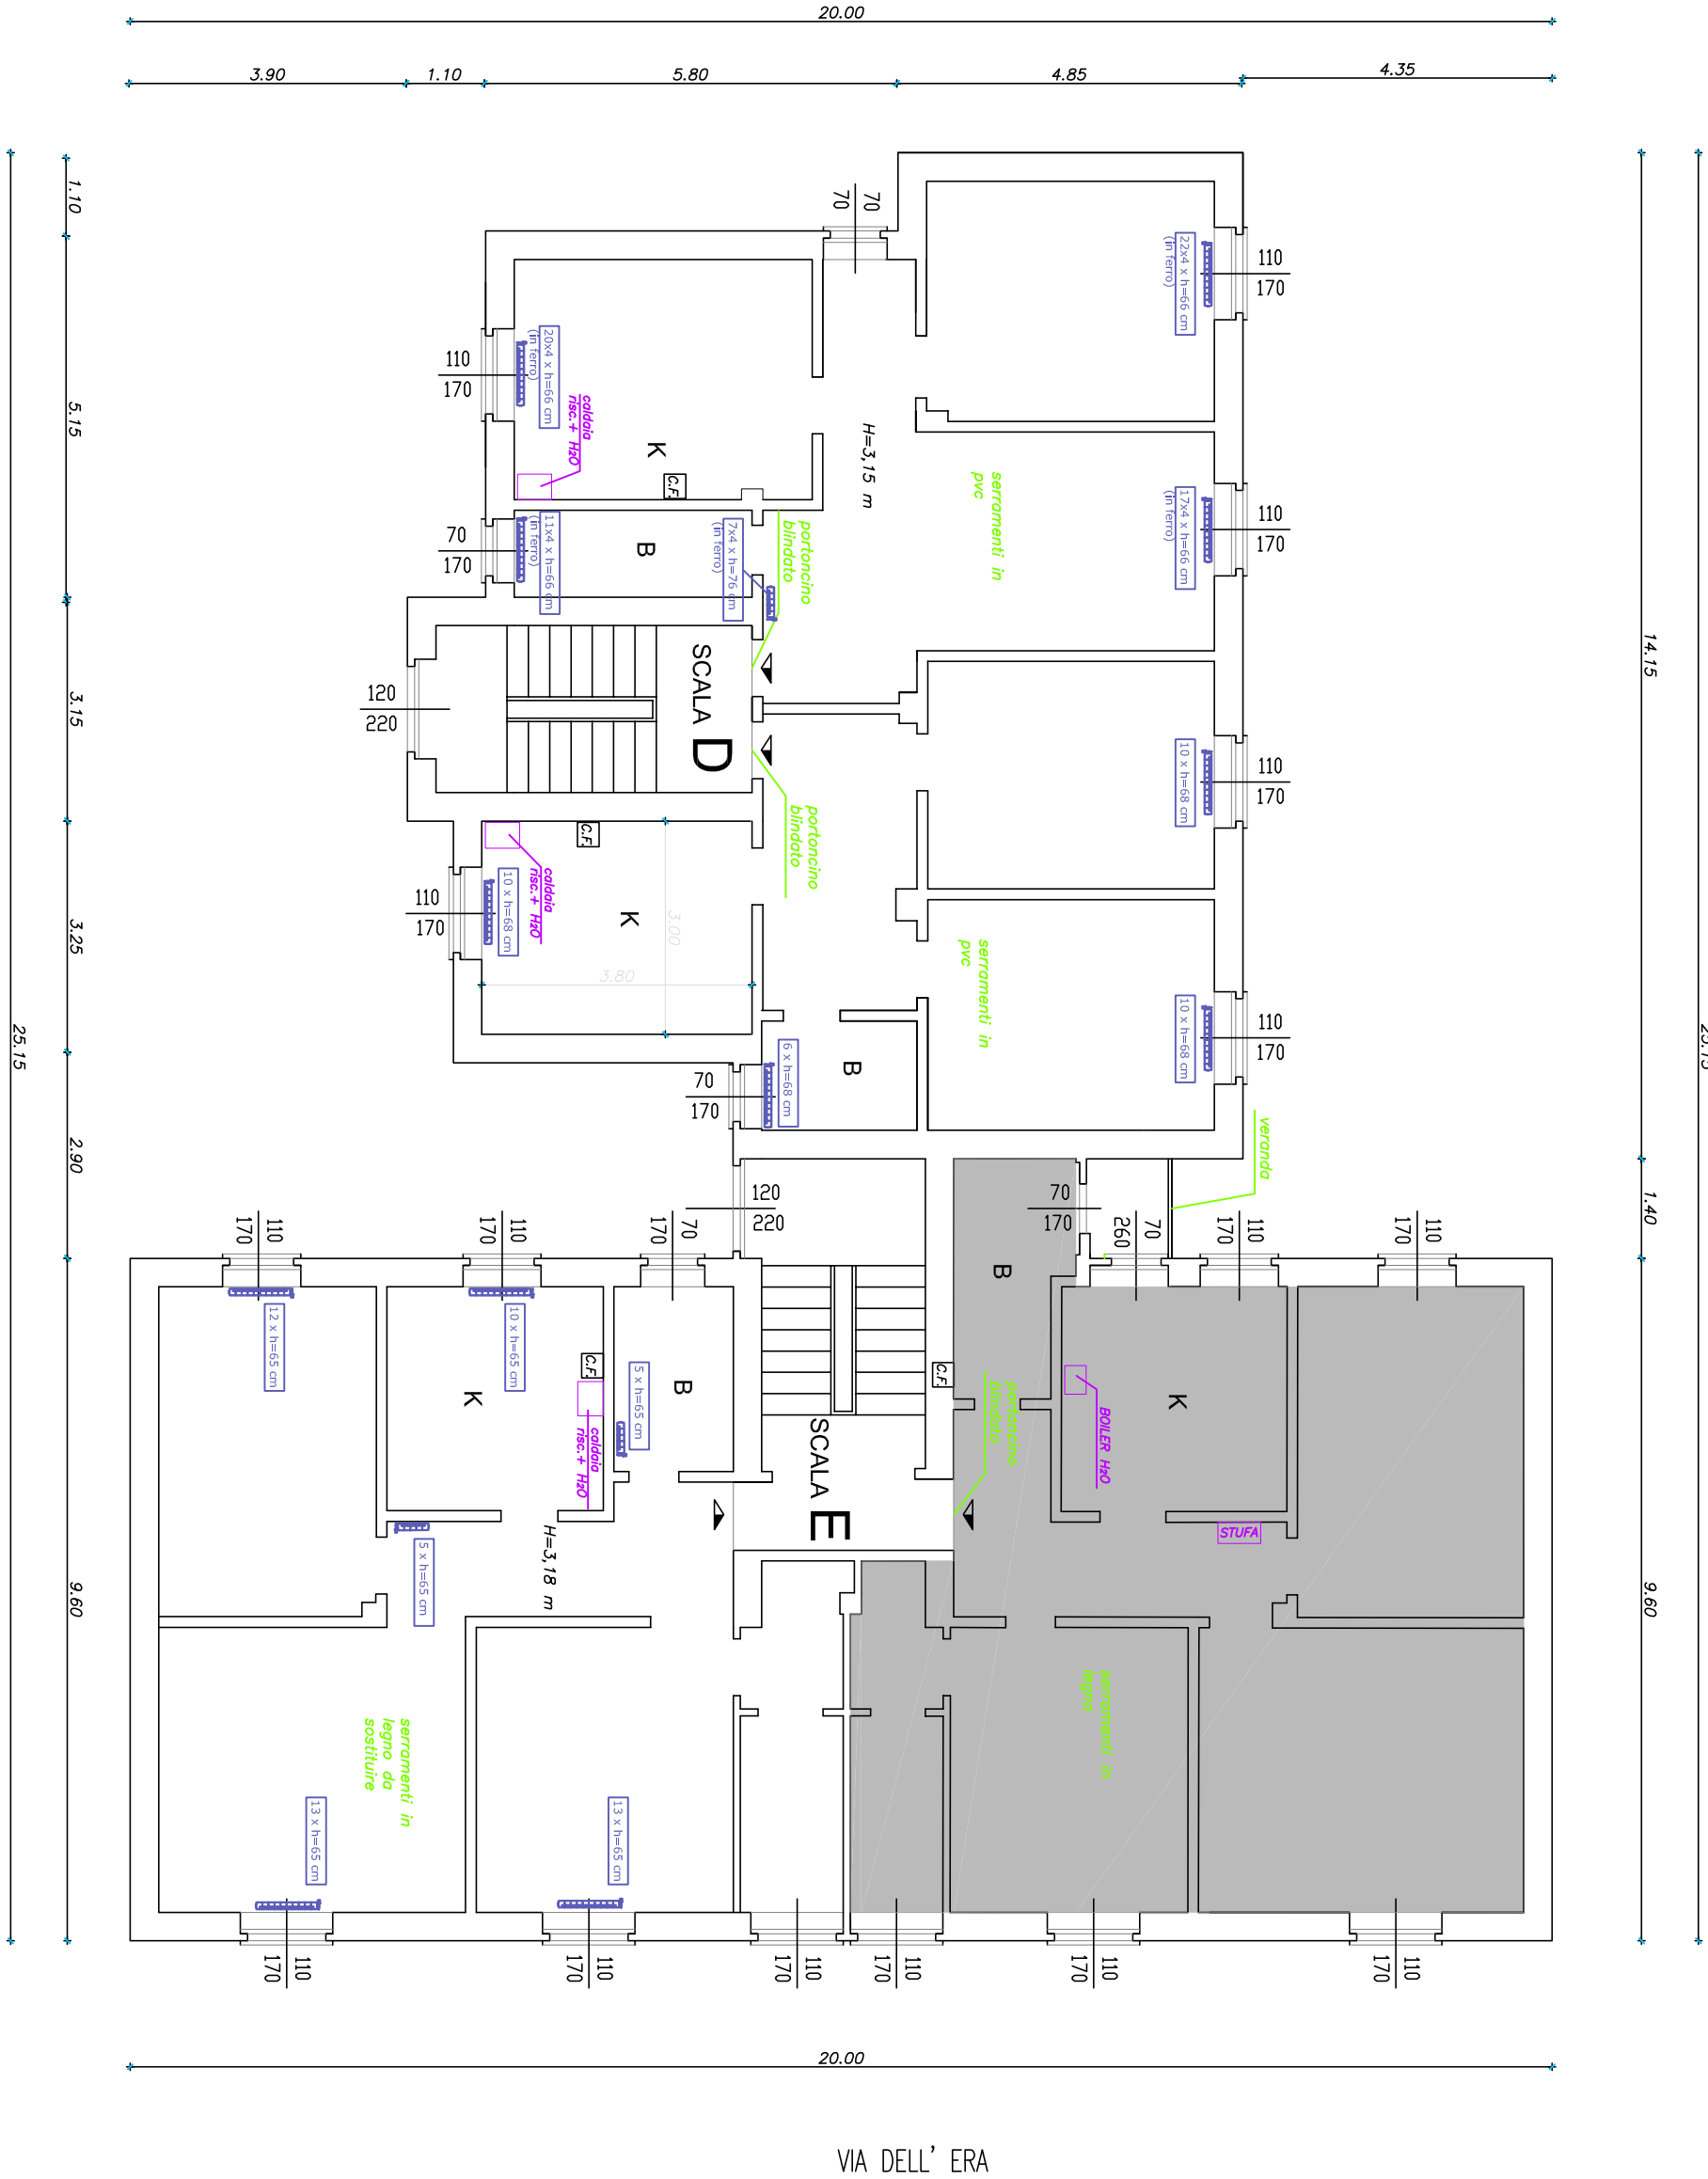 20.00
3.90
1.10
5.80
4.85
4.35
1.10
5.15
3.15
3.25
2.90
9.60
25.15
14.15
1.40
9.60
25.15
70
70
22x4 x h=66 cm
(in ferro)
110
170
20x4 x h=66 cm
(in ferro)
110
170
caldaia
risc.+ H2O
K
C.F.
H=3,15 m
serramenti in
pvc
17x4 x h=66 cm
(in ferro)
110
170
11x4 x h=66 cm
(in ferro)
70
170
B
7x4 x h=76 cm
(in ferro)
portoncino
blindato
SCALA D
120
220
portoncino
blindato
10 x h=68 cm
110
170
C.F.
caldaia
risc.+ H2O
10 x h=68 cm
110
170
K
3.00
3.80
serramenti in
pvc
10 x h=68 cm
110
170
6 x h=68 cm
70
170
B
veranda
120
220
70
170
110
170
110
170
70
170
70
260
110
170
110
170
B
12 x h=65 cm
10 x h=65 cm
K
C.F.
caldaia
risc.+ H2O
5 x h=65 cm
B
C.F.
portoncino
blindato
BOILER H2O
K
SCALA E
STUFA
5 x h=65 cm
H=3,18 m
serramenti in
legno da
sostituire
serramenti in
legno
13 x h=65 cm
13 x h=65 cm
110
170
110
170
110
170
110
170
110
170
110
170
20.00
VIA DELL' ERA